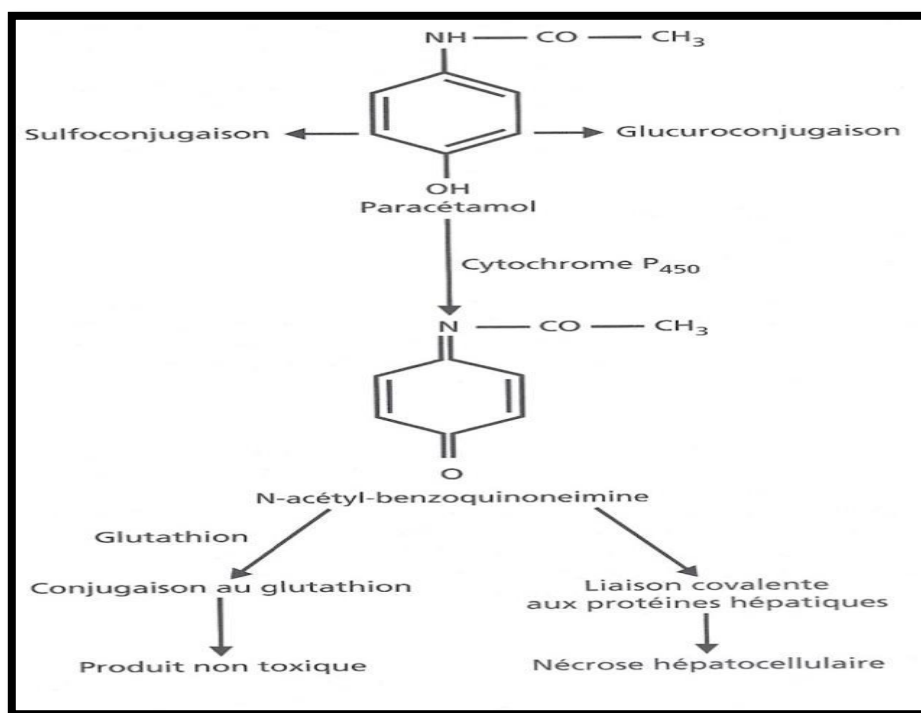 NH — CO — CH₃
Sulfoconjugaison
Glucuroconjugaison
OH
Paracétamol
Cytochrome P₄₅₀
N — CO — CH₃
O
N-acétyl-benzoquinoneimine
Glutathion
Conjugaison au glutathion
Liaison covalente
aux protéines hépatiques
Produit non toxique
Nécrose hépatocellulaire